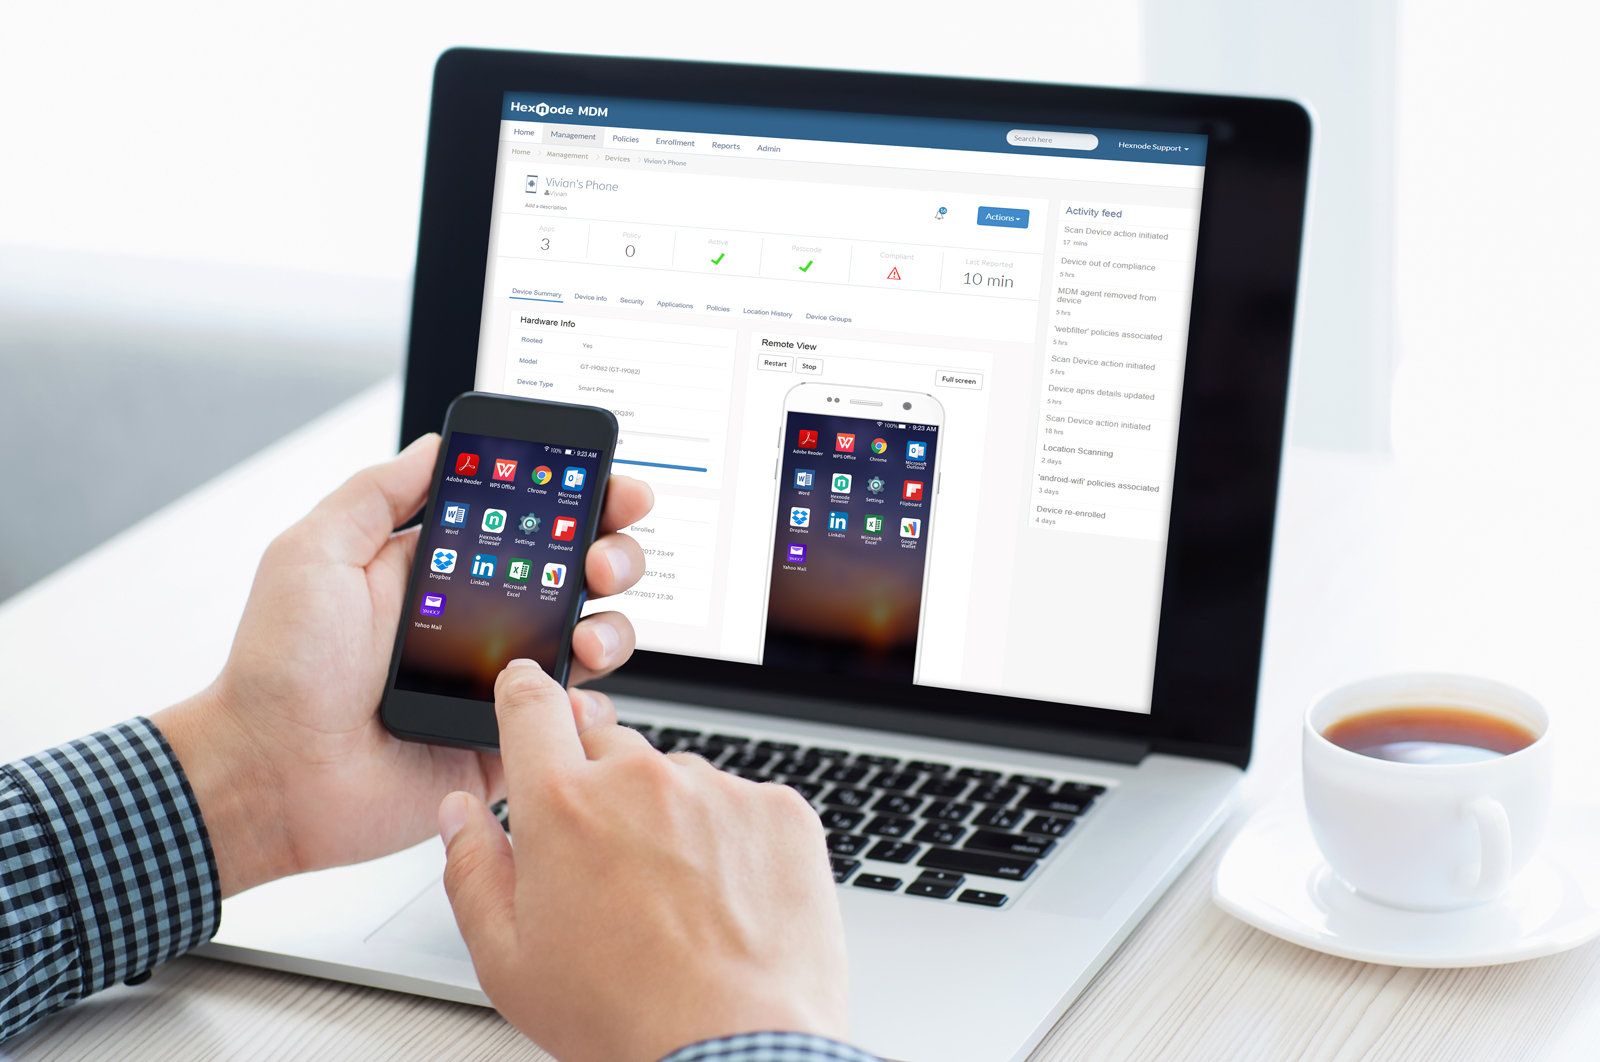 Hexnode MDM
Search here
Hexnode Support
Home Management Policies Enrollment Reports Admin
Home Management Devices Vivian's Phone
Vivian's Phone
Vivian
Add a description
16
Actions
Apps
3
Policy
0
Active
Passcode
Compliant
Last Reported
10 min
Device Summary Device info Security Applications Policies Location History Device Groups
Hardware Info
Rooted Yes
Model GT-I9082 (GT-I9082)
Device Type Smart Phone
Enrolled
2017 23:49
2017 14:55
20/7/2017 17:30
Remote View
Restart Stop
Full screen
100% 9:23 AM
Adobe Reader
WPS Office
Chrome
Microsoft
Outlook
Word
Hexnode
Browser
Settings
Flipboard
Dropbox
LinkdIn
Microsoft
Excel
Google
Wallet
YAHOO!
Yahoo Mail
Activity feed
Scan Device action initiated
17 mins
Device out of compliance
5 hrs
MDM agent removed from
device
5 hrs
'webfilter' policies associated
5 hrs
Scan Device action initiated
5 hrs
Device apns details updated
5 hrs
Scan Device action initiated
18 hrs
Location Scanning
2 days
'android-wifi' policies associated
3 days
Device re-enrolled
4 days
100% 9:23 AM
Adobe Reader
WPS Office
Chrome
Microsoft
Outlook
Word
Hexnode
Browser
Settings
Flipboard
Dropbox
LinkdIn
Microsoft
Excel
Google
Wallet
YAHOO!
Yahoo Mail